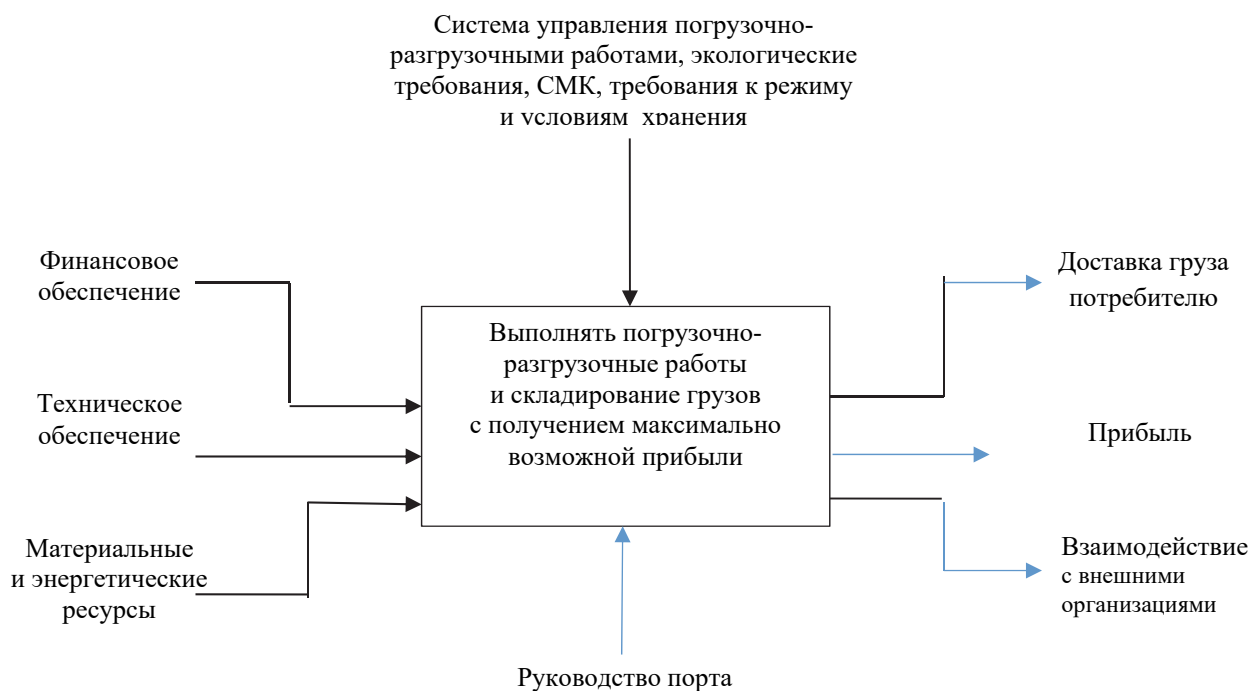 Система управления погрузочно-
разгрузочными работами, экологические
требования, СМК, требования к режиму
и условиям хранения
Финансовое
обеспечение
Техническое
обеспечение
Материальные
и энергетические
ресурсы
Выполнять погрузочно-
разгрузочные работы
и складирование грузов
с получением максимально
возможной прибыли
Доставка груза
потребителю
Прибыль
Взаимодействие
с внешними
организациями
Руководство порта